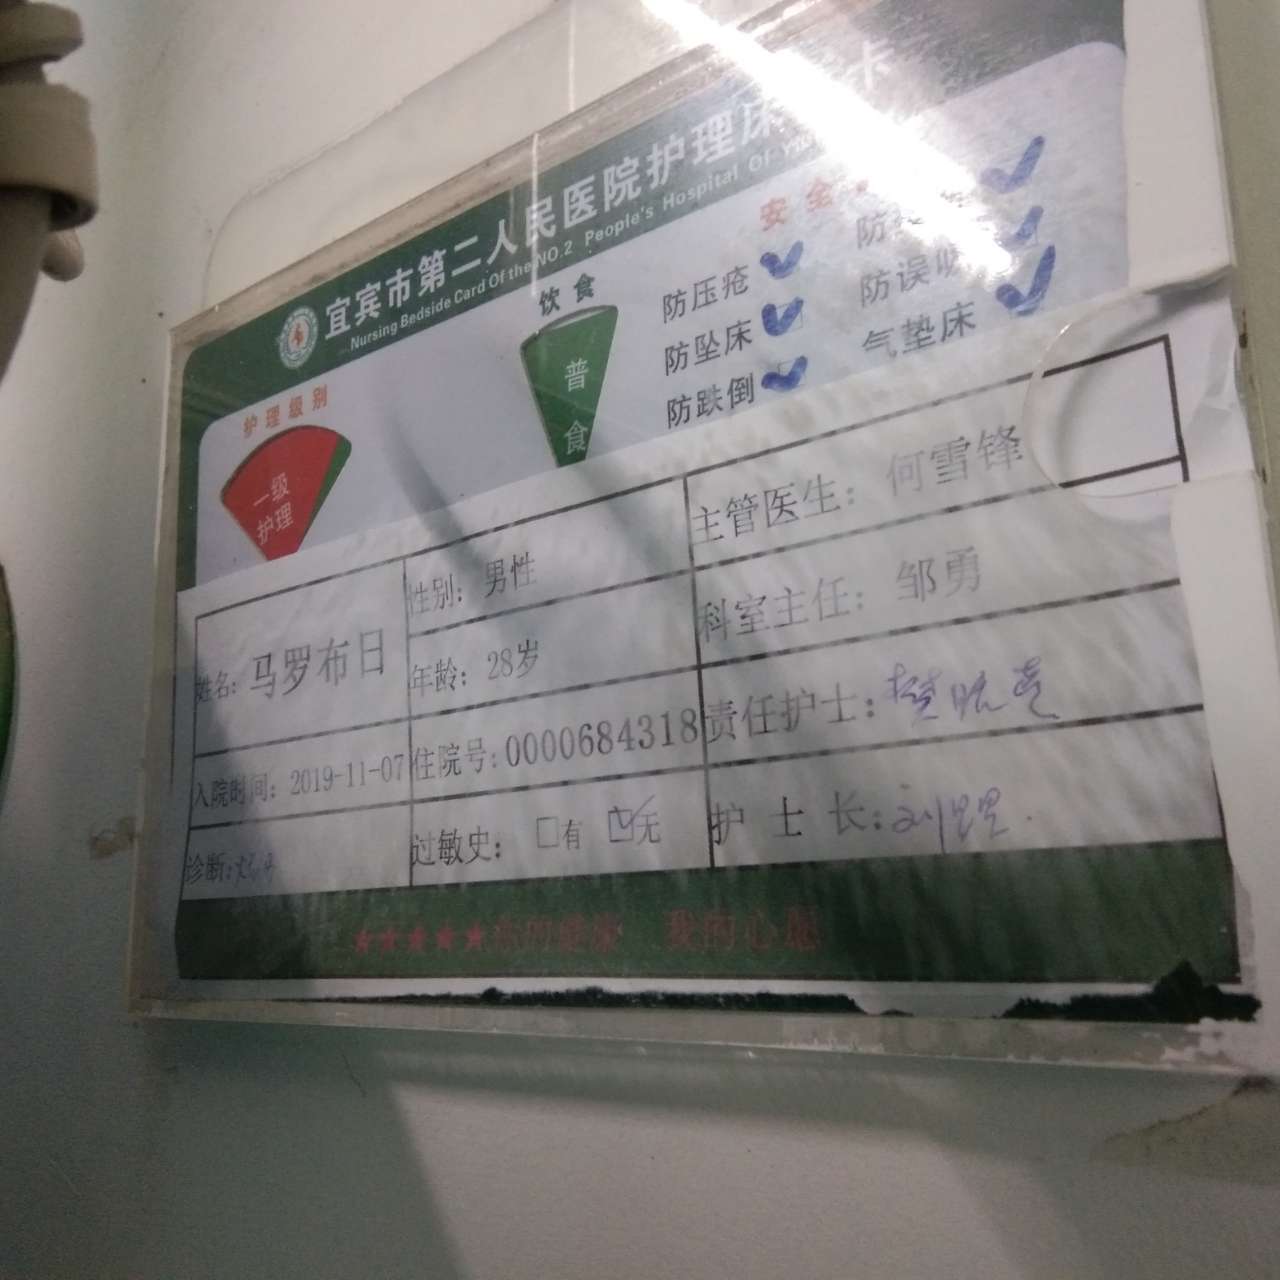 宜宾市第二人民医院护理床 卡
Nursing Bedside Card Of the NO.2 People's Hospital Of
护理级别
一级
护理
饮食
普
食
安全
防压疮
防坠床
防跌倒
防误
气垫床
姓名: 马罗布日
性别: 男性
年龄: 28岁
入院时间: 2019-11-07
住院号: 0000684318
诊断:
过敏史: □有 ☑无
主管医生: 何雪锋
科室主任: 邹勇
责任护士:
护 士 长:
★★★★★ 我的心愿